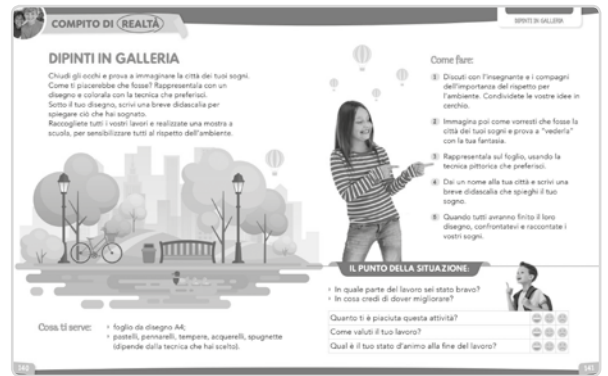 COMPITO DI REALTÀ
DIPINTI IN GALLERIA
DIPINTI IN GALLERIA
Chiudi gli occhi e prova a immaginare la città dei tuoi sogni.
Come ti piacerebbe che fosse? Rappresentala con un
disegno e colorala con la tecnica che preferisci.
Sotto il tuo disegno, scrivi una breve didascalia per
spiegare ciò che hai sognato.
Raccogliete tutti i vostri lavori e realizzate una mostra a
scuola, per sensibilizzare tutti al rispetto dell'ambiente.
Cosa ti serve:
› foglio da disegno A4;
› pastelli, pennarelli, tempere, acquerelli, spugnette
(dipende dalla tecnica che hai scelto).
340
Come fare:
1 Discuti con l'insegnante e i compagni
dell'importanza del rispetto per
l'ambiente. Condividete le vostre idee in
cerchio.
2 Immagina poi come vorresti che fosse la
città dei tuoi sogni e prova a "vederla"
con la tua fantasia.
3 Rappresentala sul foglio, usando la
tecnica pittorica che preferisci.
4 Dai un nome alla tua città e scrivi una
breve didascalia che spieghi il tuo
sogno.
5 Quando tutti avranno finito il loro
disegno, confrontatevi e raccontate i
vostri sogni.
IL PUNTO DELLA SITUAZIONE:
› In quale parte del lavoro sei stato bravo?
› In cosa credi di dover migliorare?
Quanto ti è piaciuta questa attività?
Come valuti il tuo lavoro?
Qual è il tuo stato d'animo alla fine del lavoro?
341